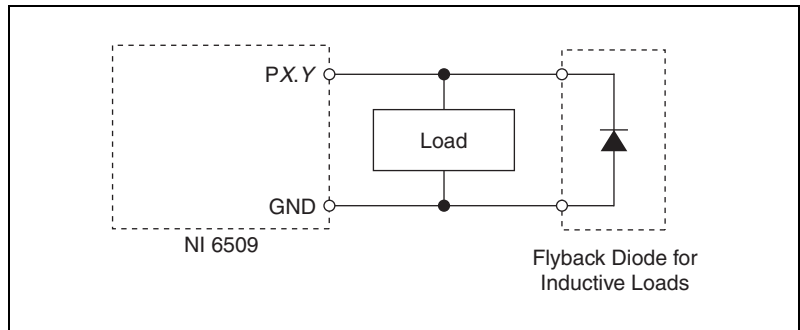 PX.Y
Load
GND
NI 6509
Flyback Diode for
Inductive Loads